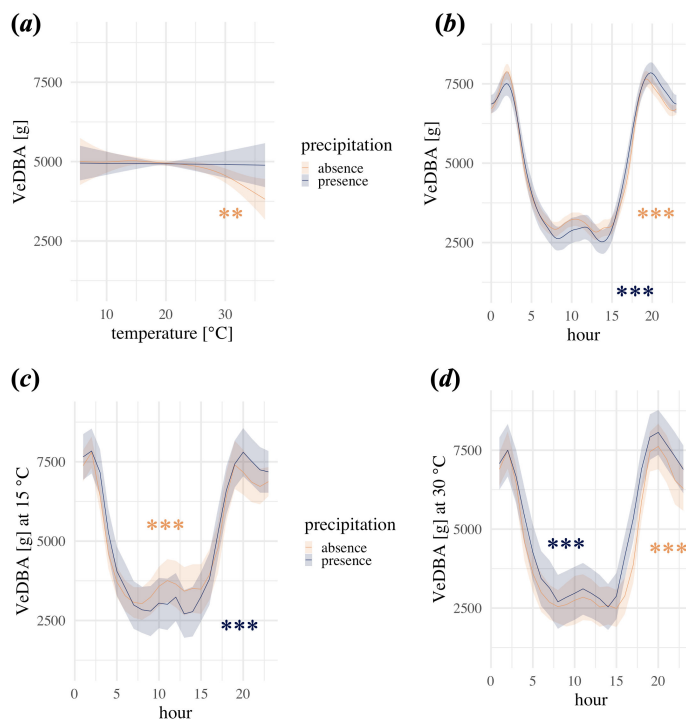 (a)
VeDBA [g]
7500
5000
2500
10
20
30
temperature [°C]
**
precipitation
absence
presence
(b)
VeDBA [g]
7500
5000
2500
0
5
10
15
20
hour
***
***
(c)
VeDBA [g] at 15 °C
7500
5000
2500
0
5
10
15
20
hour
***
***
precipitation
absence
presence
(d)
VeDBA [g] at 30 °C
7500
5000
2500
0
5
10
15
20
hour
***
***